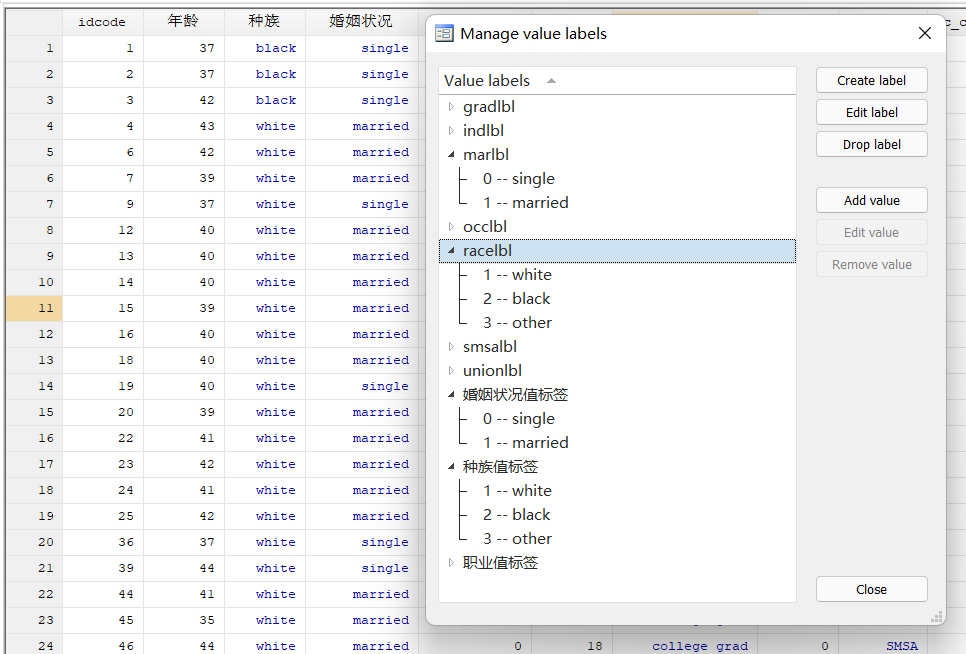 idcode 年龄 种族 婚姻状况 c_c
1 1 37 black single
2 2 37 black single
3 3 42 black single
4 4 43 white married
5 6 42 white married
6 7 39 white married
7 9 37 white single
8 12 40 white married
9 13 40 white married
10 14 40 white married
11 15 39 white married
12 16 40 white married
13 18 40 white married
14 19 40 white single
15 20 39 white married
16 22 41 white married
17 23 42 white married
18 24 41 white married
19 25 42 white married
20 36 37 white single
21 39 44 white single
22 44 41 white married
23 45 35 white married
24 46 44 white married 0 18 college grad 0 SMSA
Manage value labels
Value labels
gradlbl
indlbl
marlbl
0 -- single
1 -- married
occlbl
racelbl
1 -- white
2 -- black
3 -- other
smsalbl
unionlbl
婚姻状况值标签
0 -- single
1 -- married
种族值标签
1 -- white
2 -- black
3 -- other
职业值标签
Create label
Edit label
Drop label
Add value
Edit value
Remove value
Close